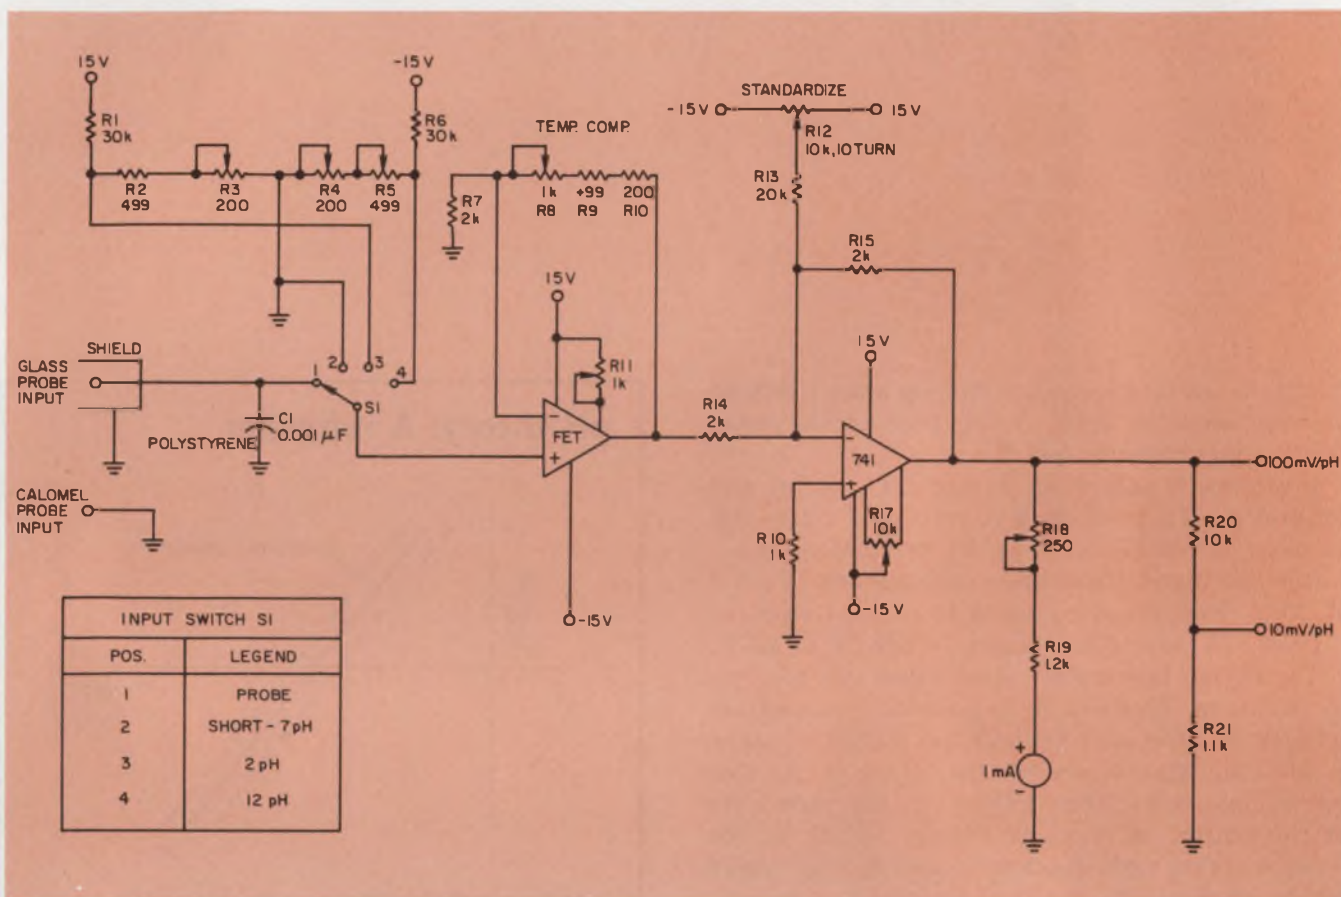 15V
-15V
R1
30k
R6
30k
R2
499
R3
200
R4
200
R5
499
TEMP. COMP.
R7
2k
1k
R8
+99
R9
200
R10
STANDARDIZE
-15V
15V
R12
10k, 10TURN
R13
20k
R15
2k
15V
R11
1k
FET
-15V
SHIELD
GLASS
PROBE
INPUT
1
2
3
4
S1
C1
0.001 µF
POLYSTYRENE
CALOMEL
PROBE
INPUT
R14
2k
15V
741
R10
1k
R17
10k
-15V
100mV/pH
R18
250
R20
10k
10mV/pH
R19
1.2k
R21
1.1k
1mA
INPUT SWITCH S1
POS. LEGEND
1 PROBE
2 SHORT - 7pH
3 2 pH
4 12 pH